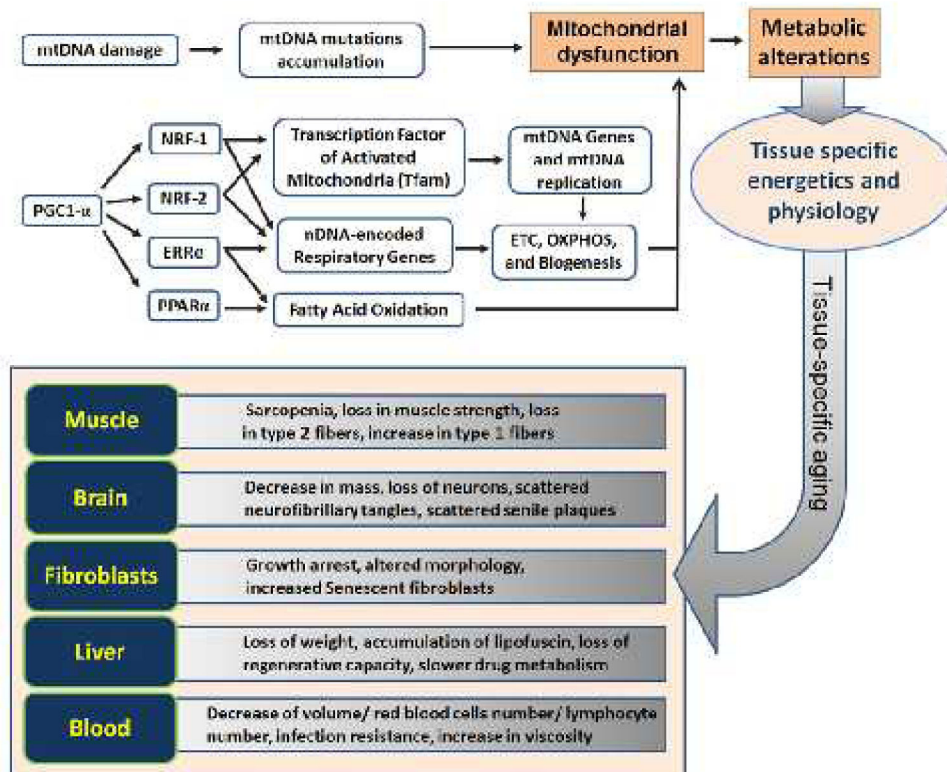 mtDNA damage
mtDNA mutations
accumulation
Mitochondrial
dysfunction
Metabolic
alterations
PGC1-α
NRF-1
NRF-2
ERRα
PPARα
Transcription Factor
of Activated
Mitochondria (Tfam)
nDNA-encoded
Respiratory Genes
Fatty Acid Oxidation
mtDNA Genes
and mtDNA
replication
ETC, OXPHOS,
and Biogenesis
Tissue specific
energetics and
physiology
Tissue-specific aging
Muscle
Sarcopenia, loss in muscle strength, loss
in type 2 fibers, increase in type 1 fibers
Brain
Decrease in mass, loss of neurons, scattered
neurofibrillary tangles, scattered senile plaques
Fibroblasts
Growth arrest, altered morphology,
increased Senescent fibroblasts
Liver
Loss of weight, accumulation of lipofuscin, loss of
regenerative capacity, slower drug metabolism
Blood
Decrease of volume/ red blood cells number/ lymphocyte
number, infection resistance, increase in viscosity